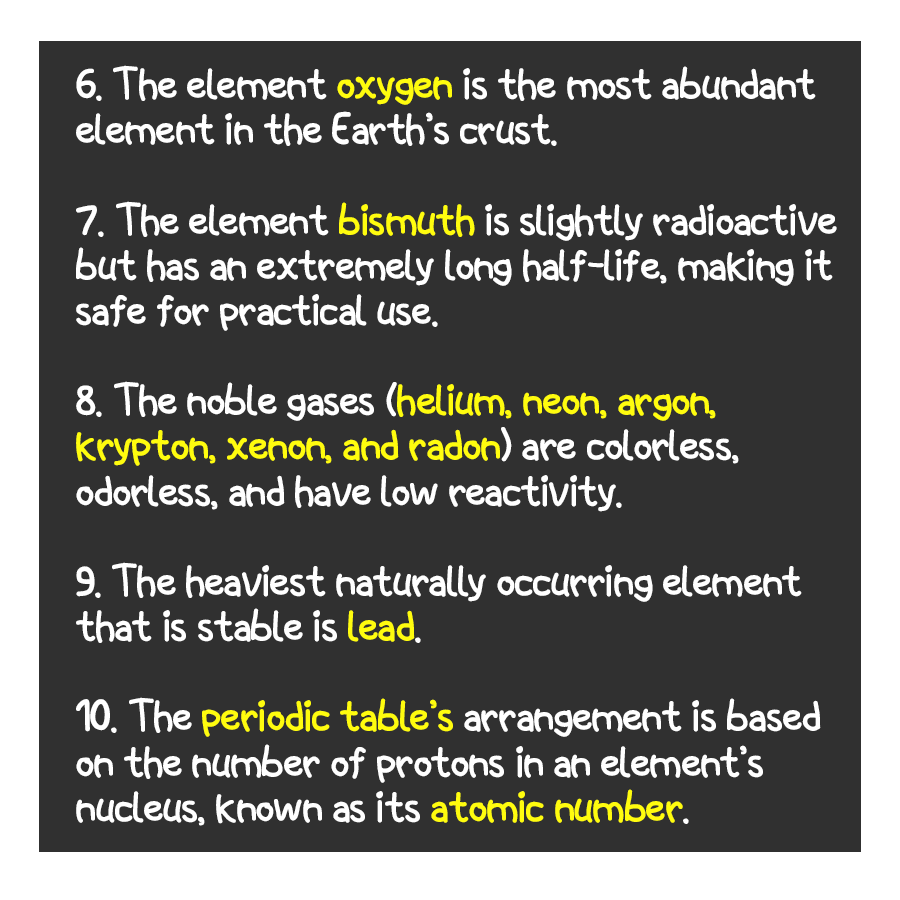 6. The element oxygen is the most abundant
element in the Earth's crust.
7. The element bismuth is slightly radioactive
but has an extremely long half-life, making it
safe for practical use.
8. The noble gases (helium, neon, argon,
krypton, xenon, and radon) are colorless,
odorless, and have low reactivity.
9. The heaviest naturally occurring element
that is stable is lead.
10. The periodic table's arrangement is based
on the number of protons in an element's
nucleus, known as its atomic number.